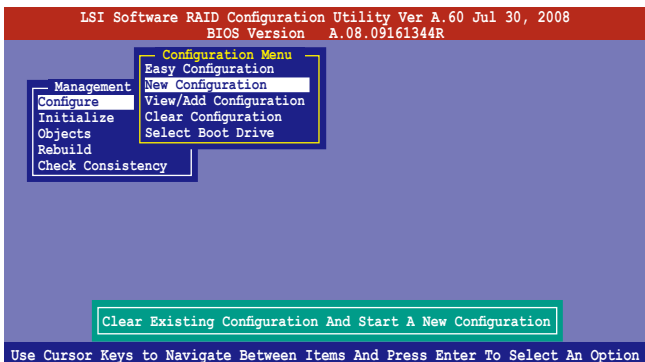 LSI Software RAID Configuration Utility Ver A.60 Jul 30, 2008
BIOS Version A.08.09161344R
Configuration Menu
Easy Configuration
New Configuration
View/Add Configuration
Clear Configuration
Select Boot Drive
Management
Configure
Initialize
Objects
Rebuild
Check Consistency
Clear Existing Configuration And Start A New Configuration
Use Cursor Keys to Navigate Between Items And Press Enter To Select An Option